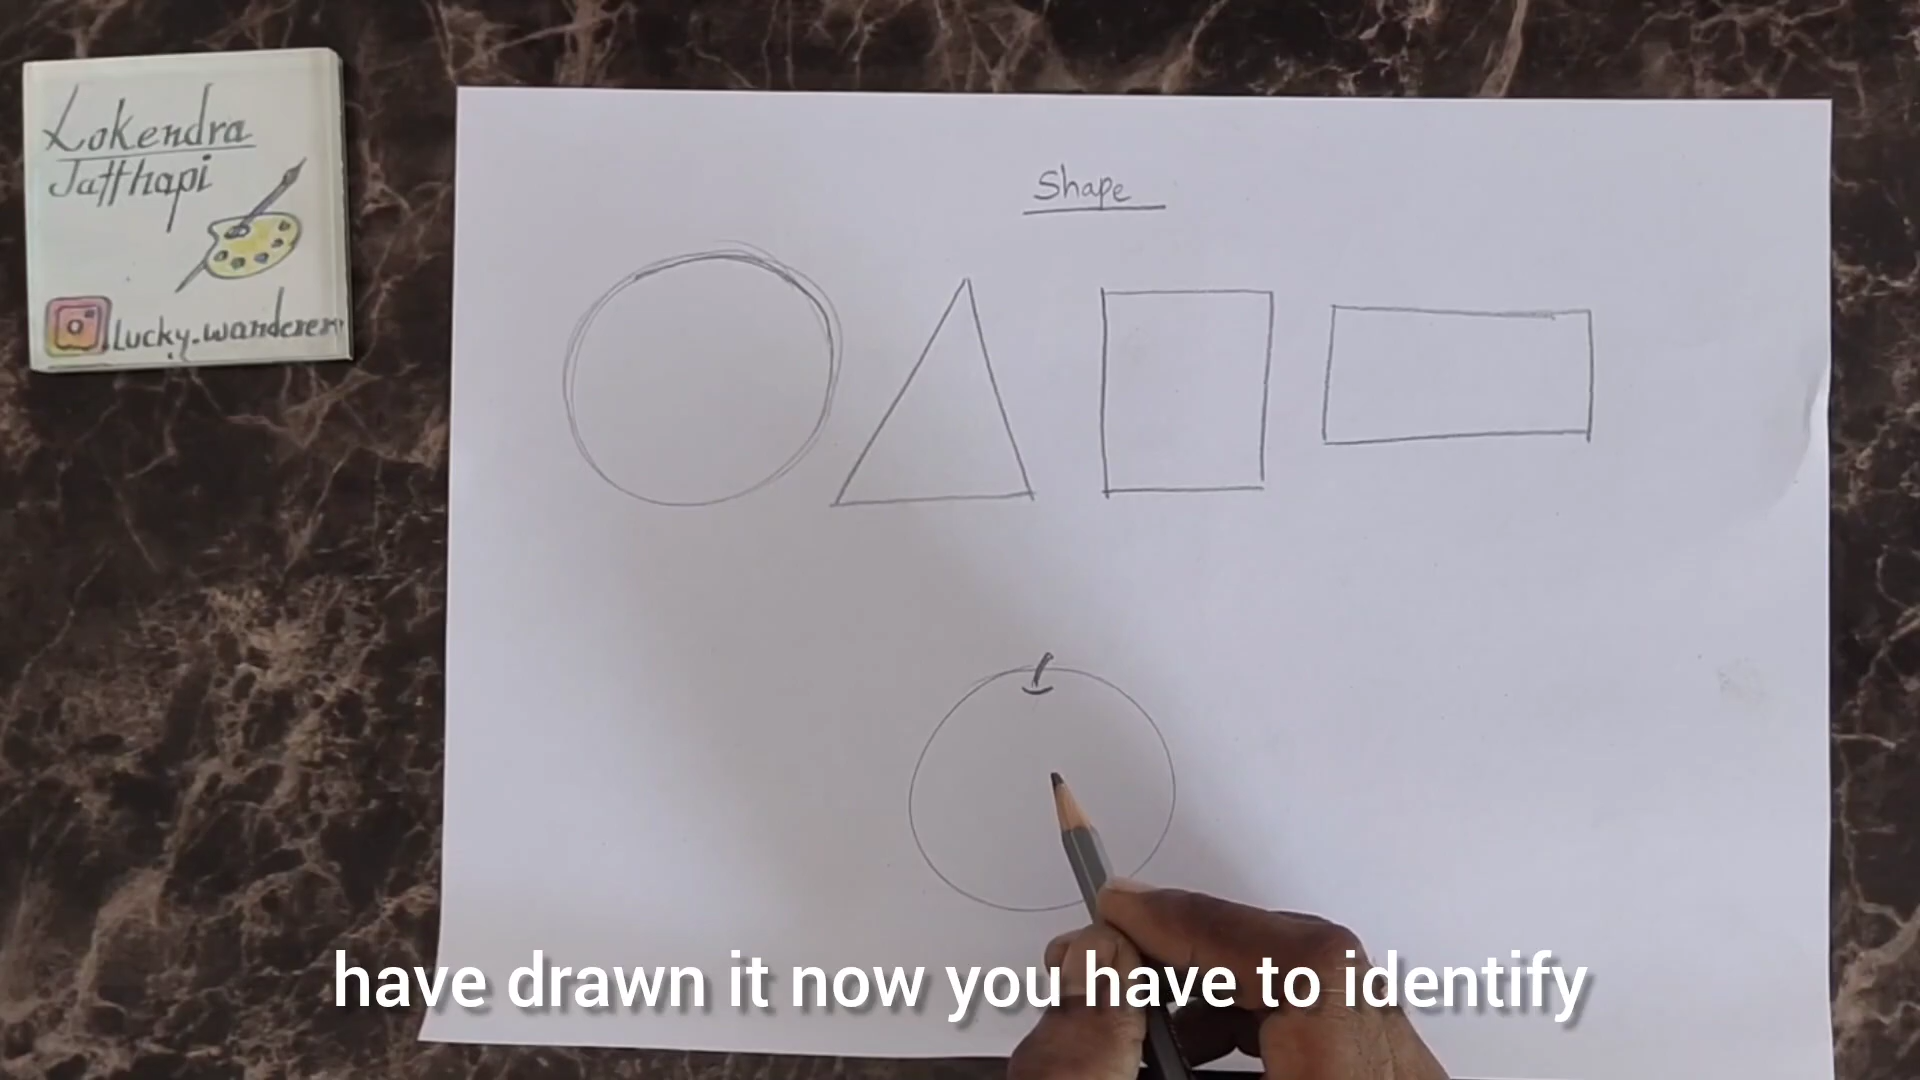 Lokendra
Jatthapi
Lucky.wanderer
Shape
have drawn it now you have to identify